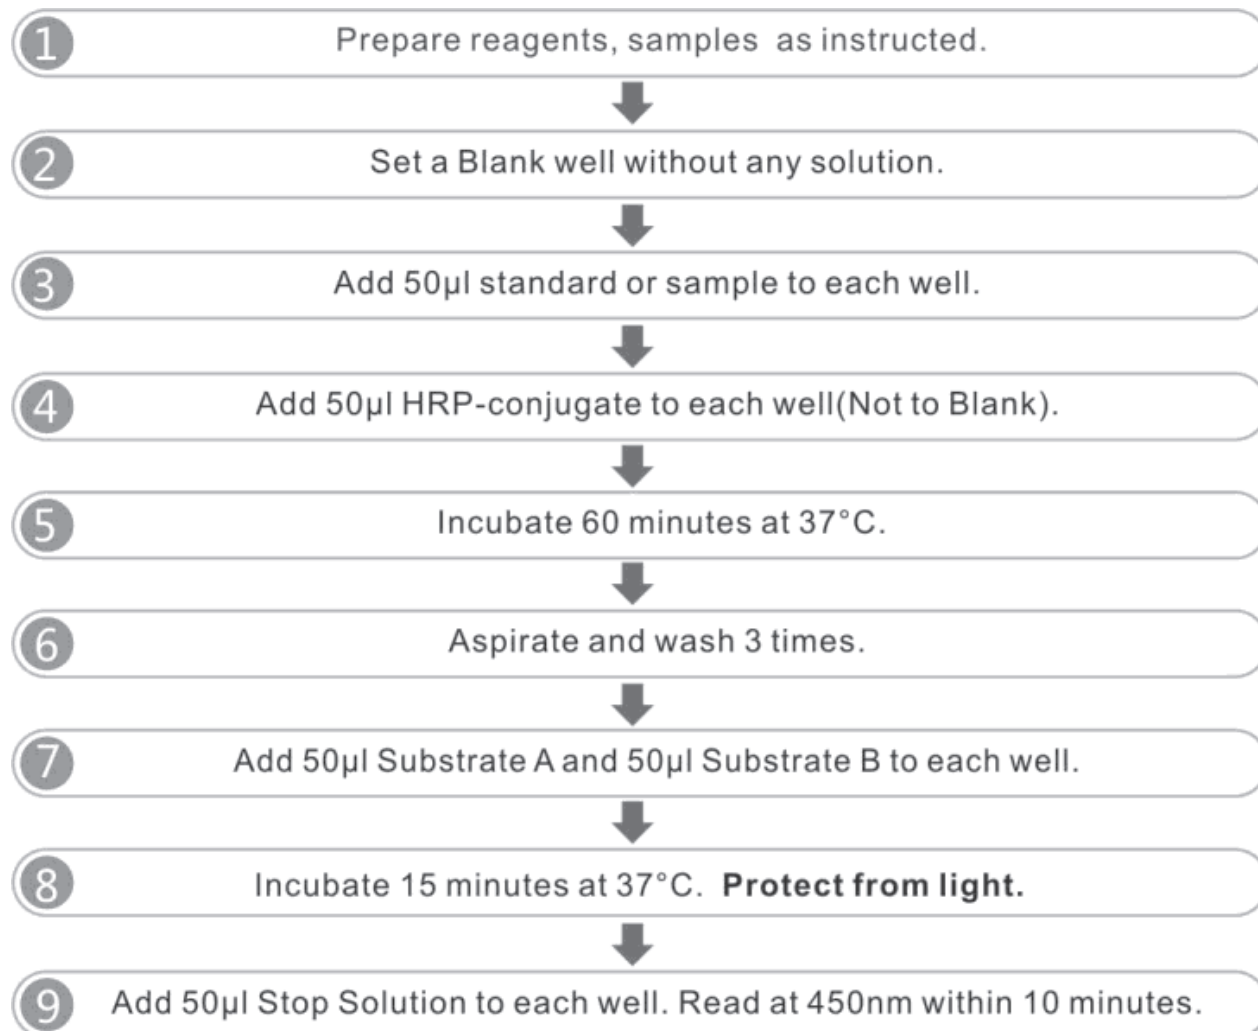 1 Prepare reagents, samples as instructed.
2 Set a Blank well without any solution.
3 Add 50μl standard or sample to each well.
4 Add 50μl HRP-conjugate to each well(Not to Blank).
5 Incubate 60 minutes at 37°C.
6 Aspirate and wash 3 times.
7 Add 50μl Substrate A and 50μl Substrate B to each well.
8 Incubate 15 minutes at 37°C. Protect from light.
9 Add 50μl Stop Solution to each well. Read at 450nm within 10 minutes.